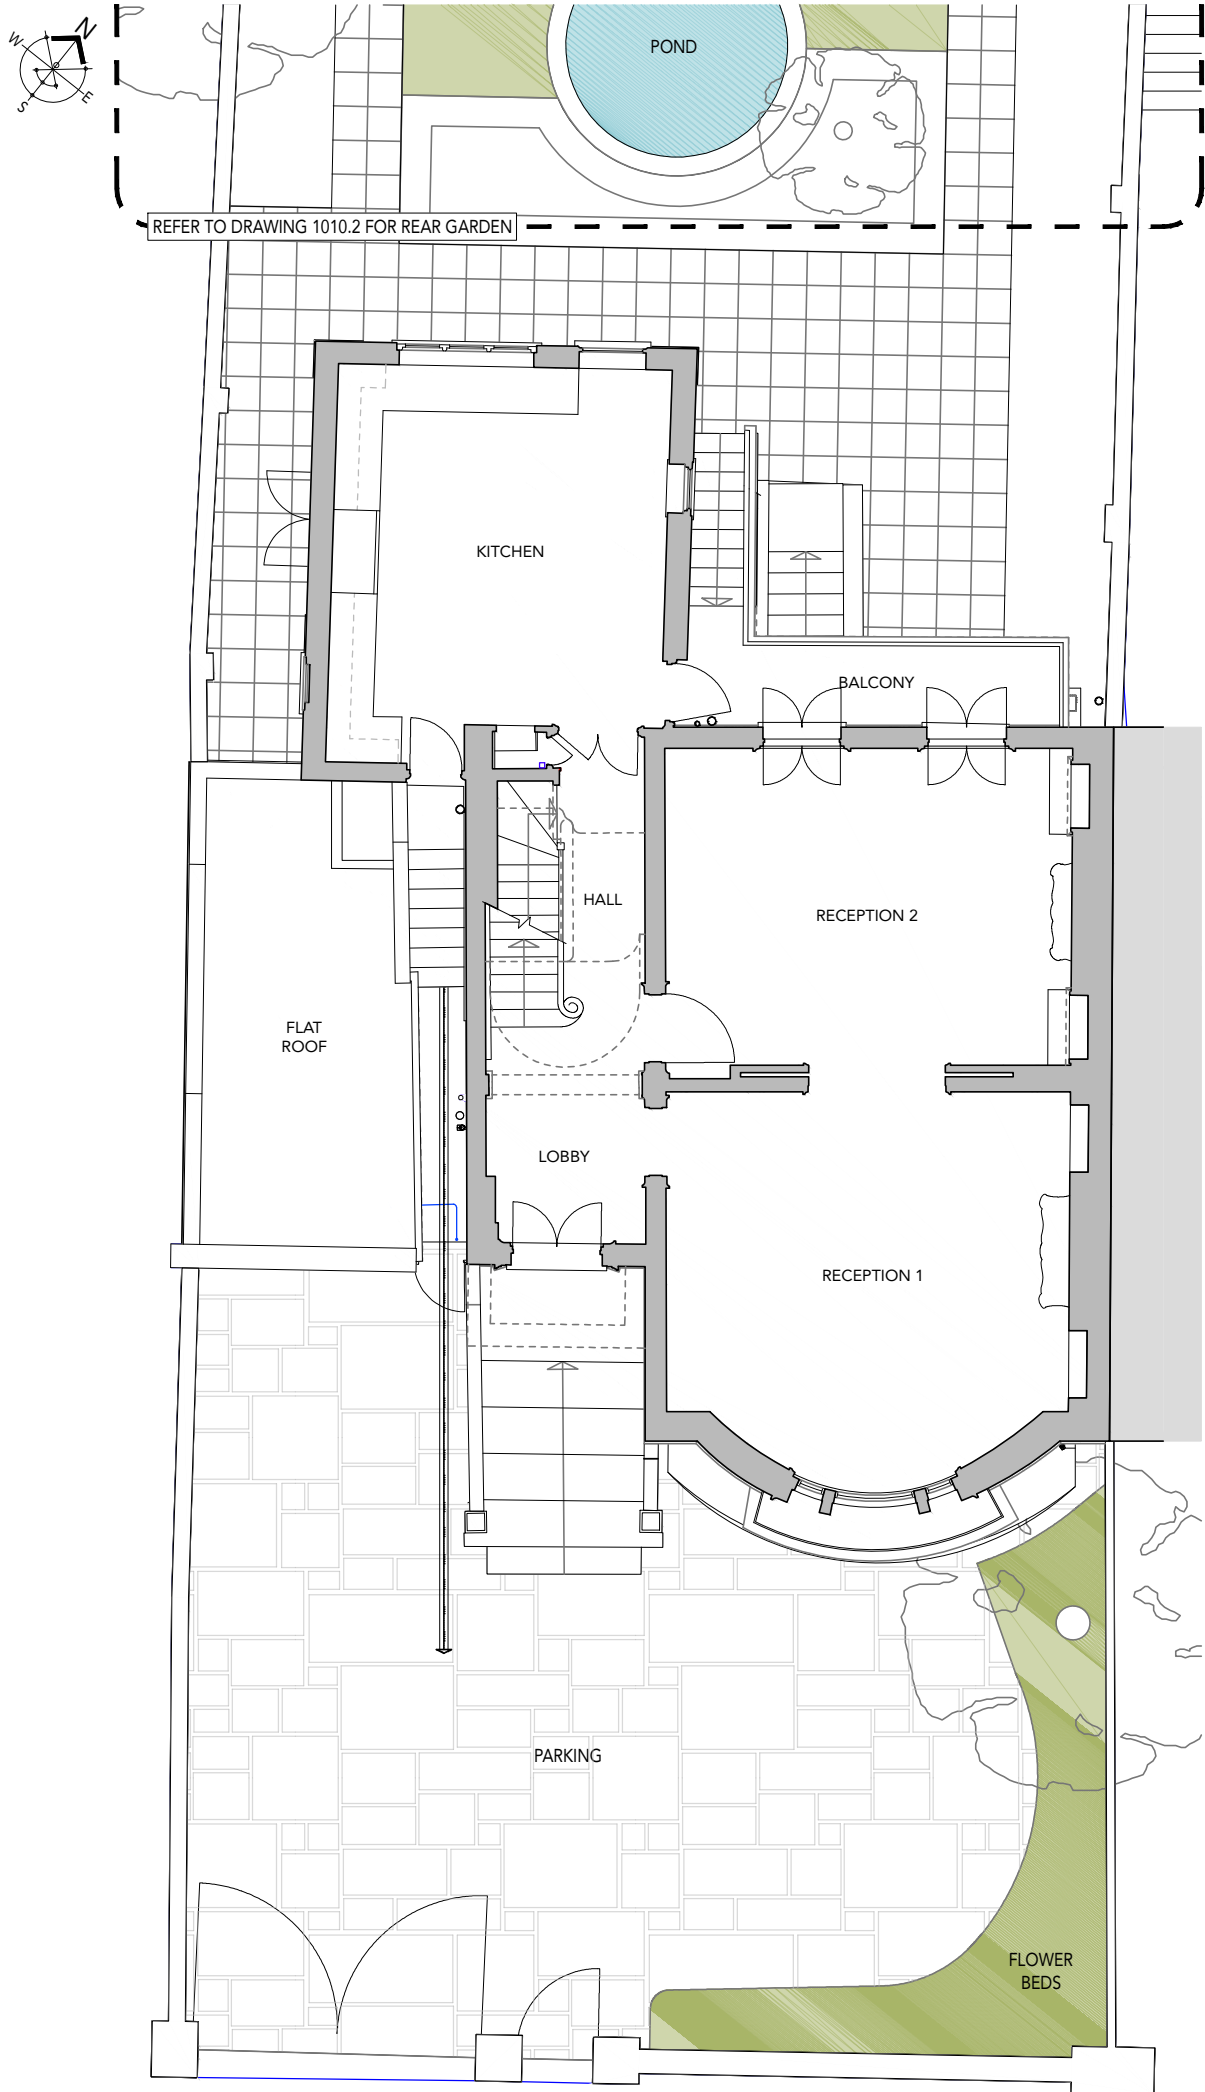 N
W
E
S
POND
REFER TO DRAWING 1010.2 FOR REAR GARDEN
KITCHEN
BALCONY
HALL
RECEPTION 2
FLAT
ROOF
LOBBY
RECEPTION 1
PARKING
FLOWER
BEDS